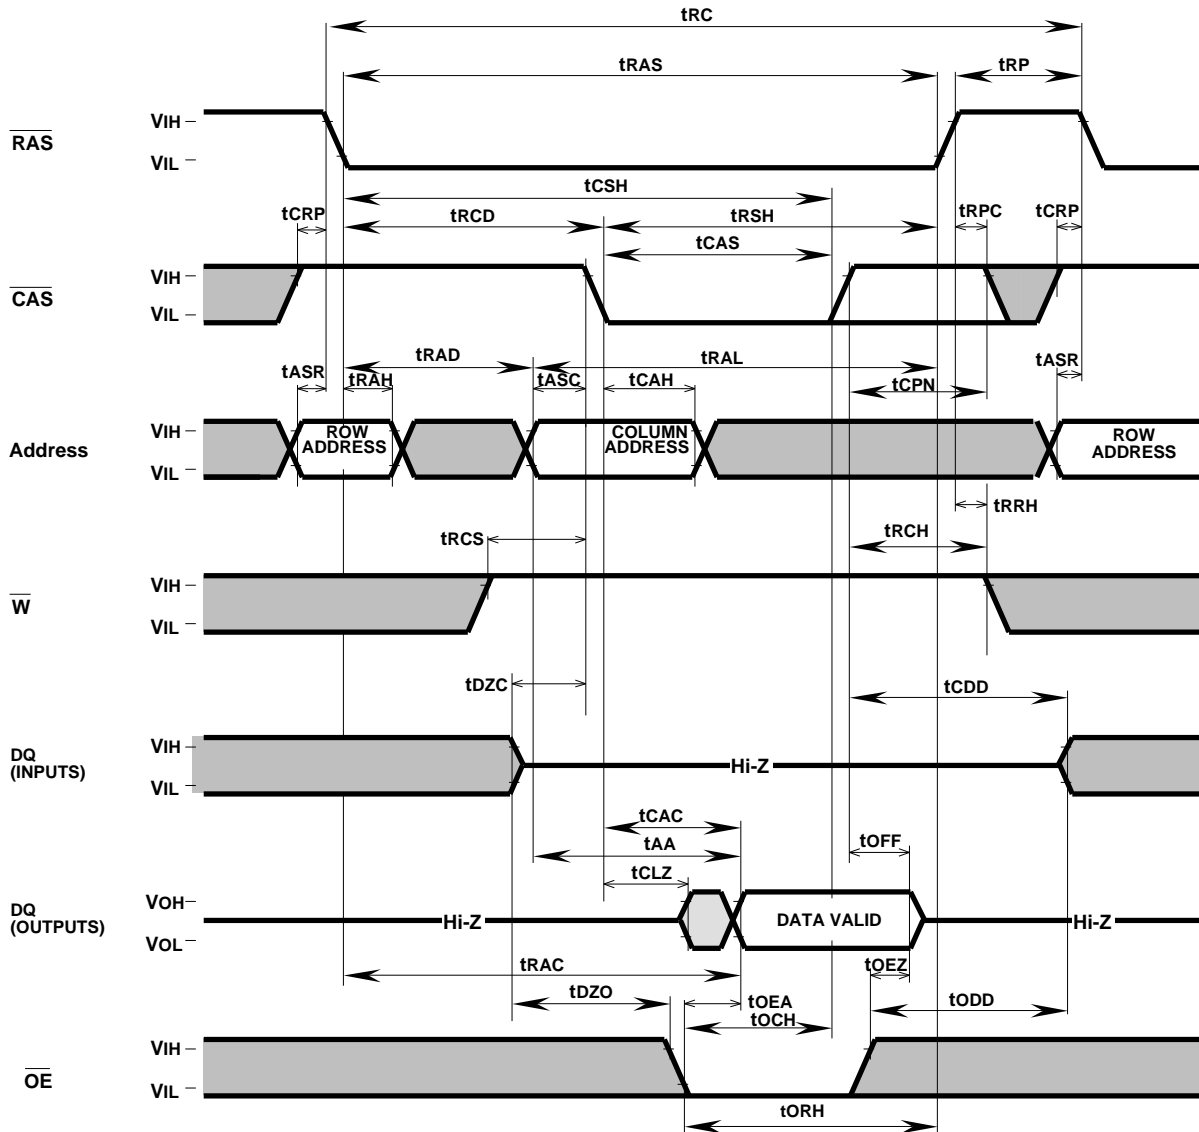 tRC
tRAS
tRP
RAS
VIH
VIL
tCSH
tCRP
tRCD
tRSH
tRPC
tCRP
tCAS
CAS
VIH
VIL
tRAD
tRAL
tASR
tASR
tRAH
tASC
tCAH
tCPN
Address
VIH
VIL
ROW
ADDRESS
COLUMN
ADDRESS
ROW
ADDRESS
tRRH
tRCS
tRCH
W
VIH
VIL
tDZC
tCDD
DQ
(INPUTS)
VIH
VIL
Hi-Z
tCAC
tAA
tOFF
tCLZ
DQ
(OUTPUTS)
VOH
VOL
Hi-Z
DATA VALID
Hi-Z
tRAC
tOEZ
tDZO
tOEA
tODD
tOCH
OE
VIH
VIL
tORH